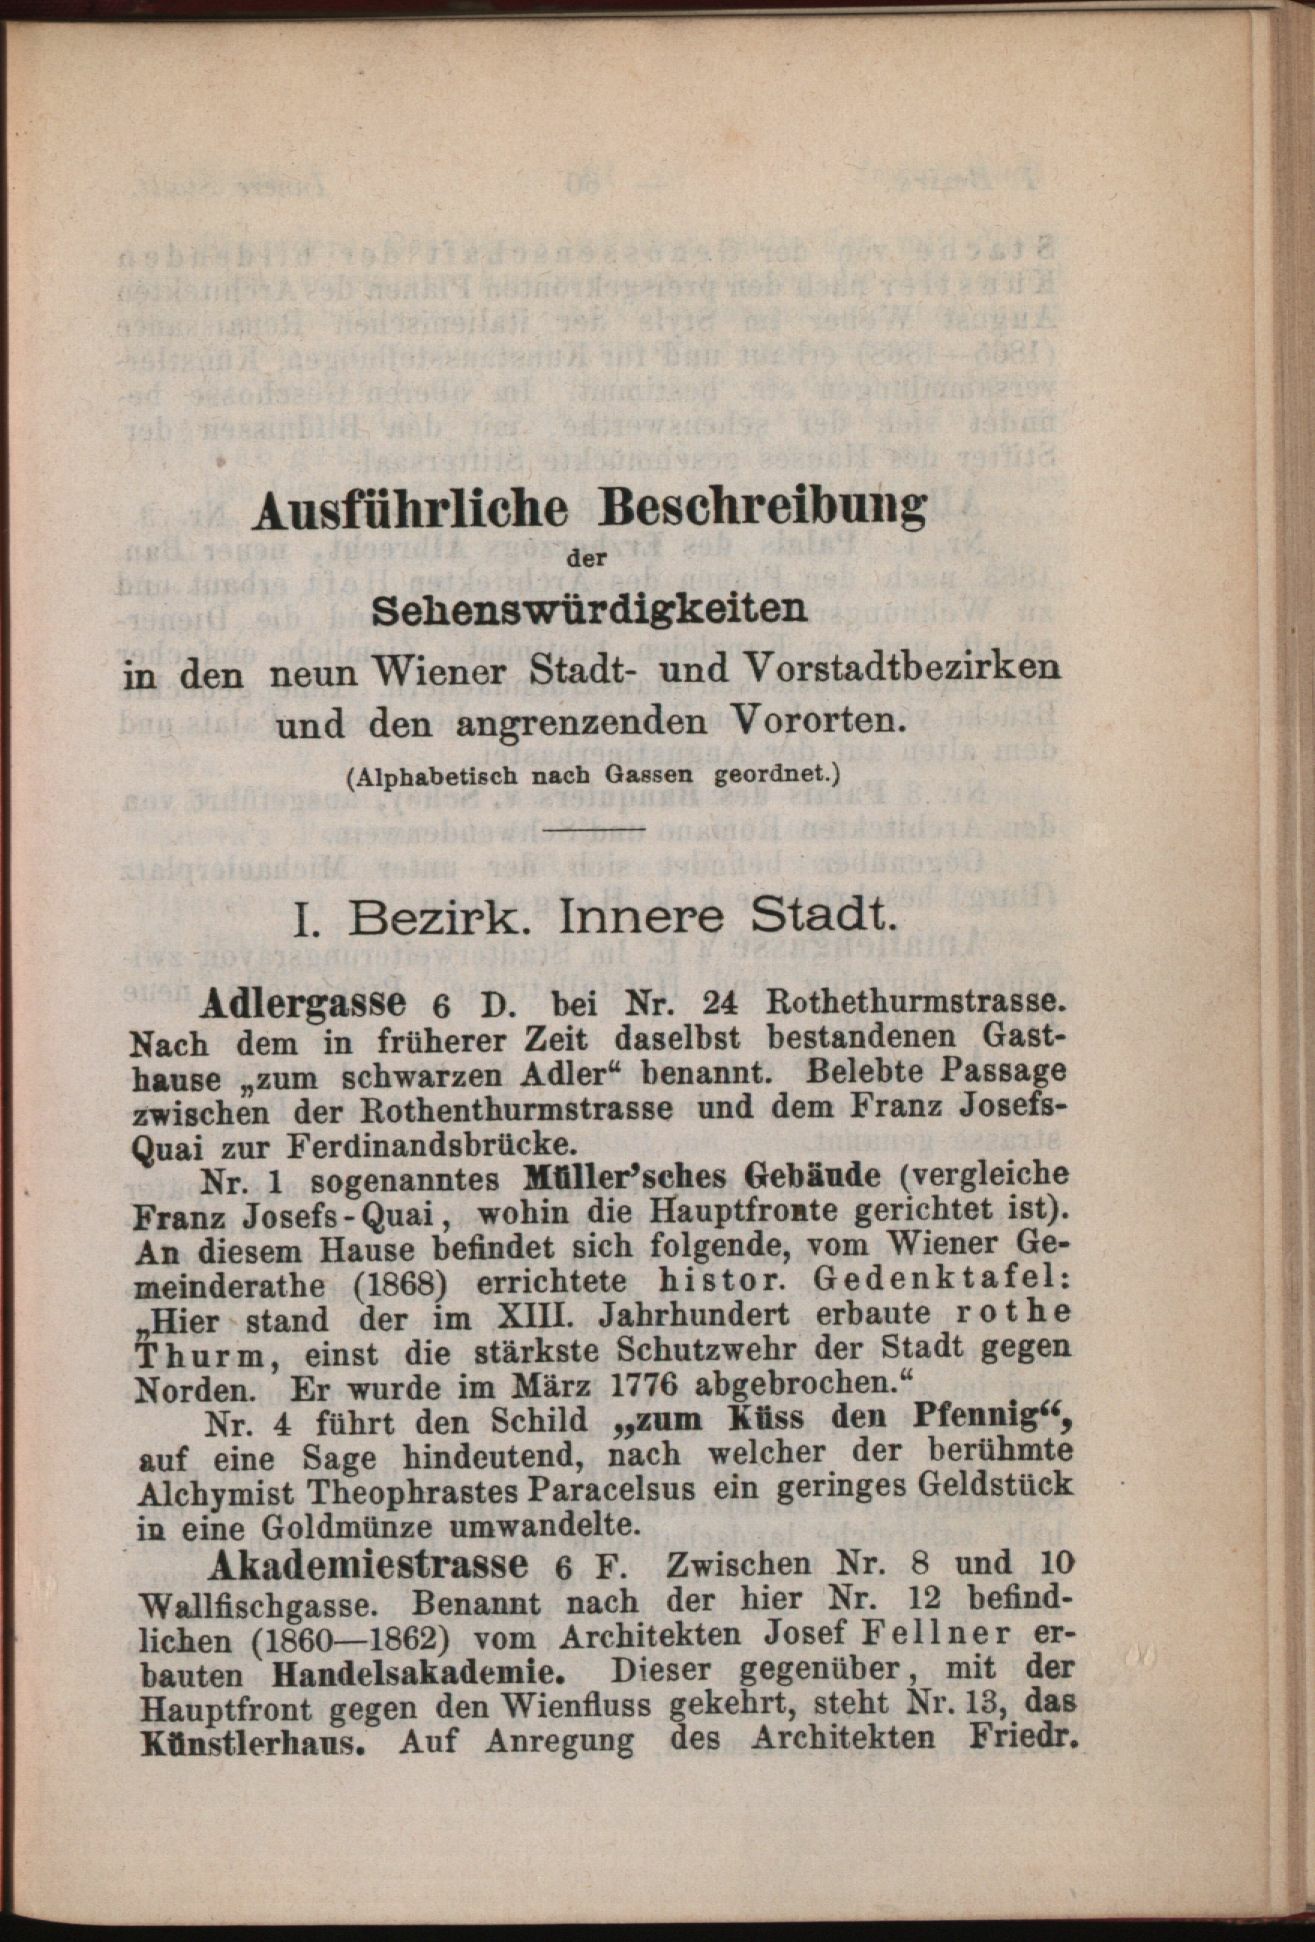 Ausführliche Beschreibung
der
Sehenswürdigkeiten
in den neun Wiener Stadt- und Vorstadtbezirken
und den angrenzenden Vororten.
(Alphabetisch nach Gassen geordnet.)
I. Bezirk. Innere Stadt.
Adlergasse 6 D. bei Nr. 24 Rothethurmstrasse.
Nach dem in früherer Zeit daselbst bestandenen Gast-
hause „zum schwarzen Adler“ benannt. Belebte Passage
zwischen der Rothenthurmstrasse und dem Franz Josefs-
Quai zur Ferdinandsbrücke.
Nr. 1 sogenanntes Müller’sches Gebäude (vergleiche
Franz Josefs-Quai, wohin die Hauptfronte gerichtet ist).
An diesem Hause befindet sich folgende, vom Wiener Ge-
meinderathe (1868) errichtete histor. Gedenktafel:
„Hier stand der im XIII. Jahrhundert erbaute rothe
Thurm, einst die stärkste Schutzwehr der Stadt gegen
Norden. Er wurde im März 1776 abgebrochen.“
Nr. 4 führt den Schild „zum Küss den Pfennig“,
auf eine Sage hindeutend, nach welcher der berühmte
Alchymist Theophrastes Paracelsus ein geringes Geldstück
in eine Goldmünze umwandelte.
Akademiestrasse 6 F. Zwischen Nr. 8 und 10
Wallfischgasse. Benannt nach der hier Nr. 12 befind-
lichen (1860—1862) vom Architekten Josef Fellner er-
bauten Handelsakademie. Dieser gegenüber, mit der
Hauptfront gegen den Wienfluss gekehrt, steht Nr. 13, das
Künstlerhaus. Auf Anregung des Architekten Friedr.